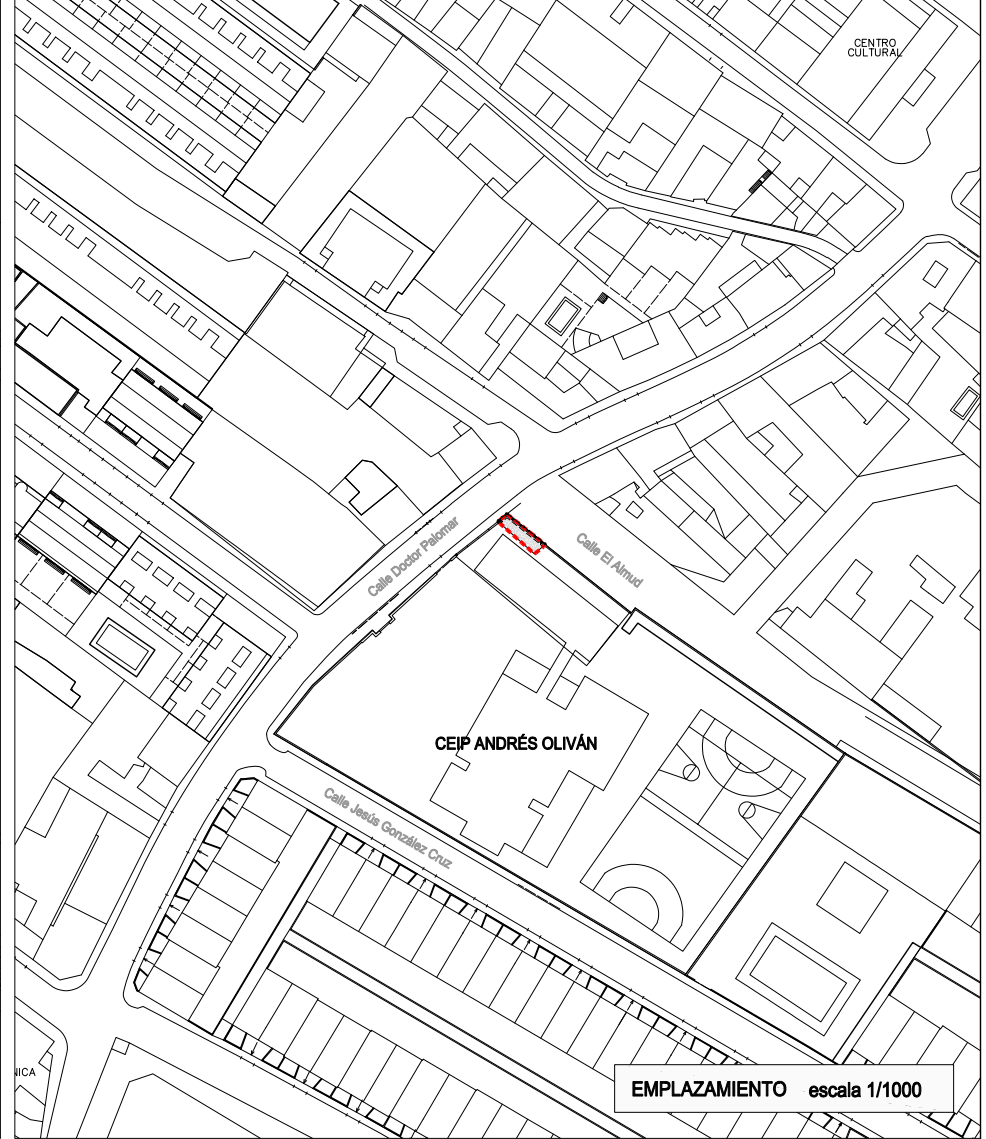 CENTRO
CULTURAL
Calle Doctor Palomar
Calle El Almud
CEIP ANDRÉS OLIVÁN
Calle Jesús González Cruz
NICA
EMPLAZAMIENTO escala 1/1000